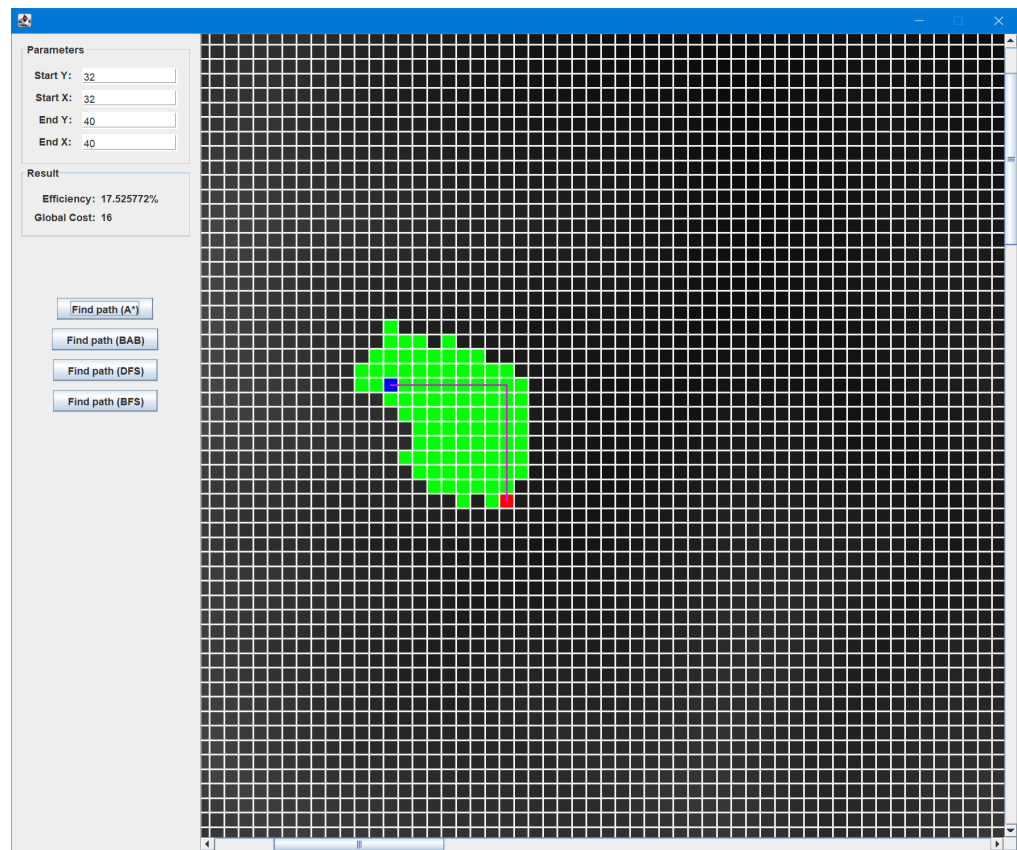 Parameters
Start Y: 32
Start X: 32
End Y: 40
End X: 40
Result
Efficiency: 17.525772%
Global Cost: 16
Find path (A*)
Find path (BAB)
Find path (DFS)
Find path (BFS)